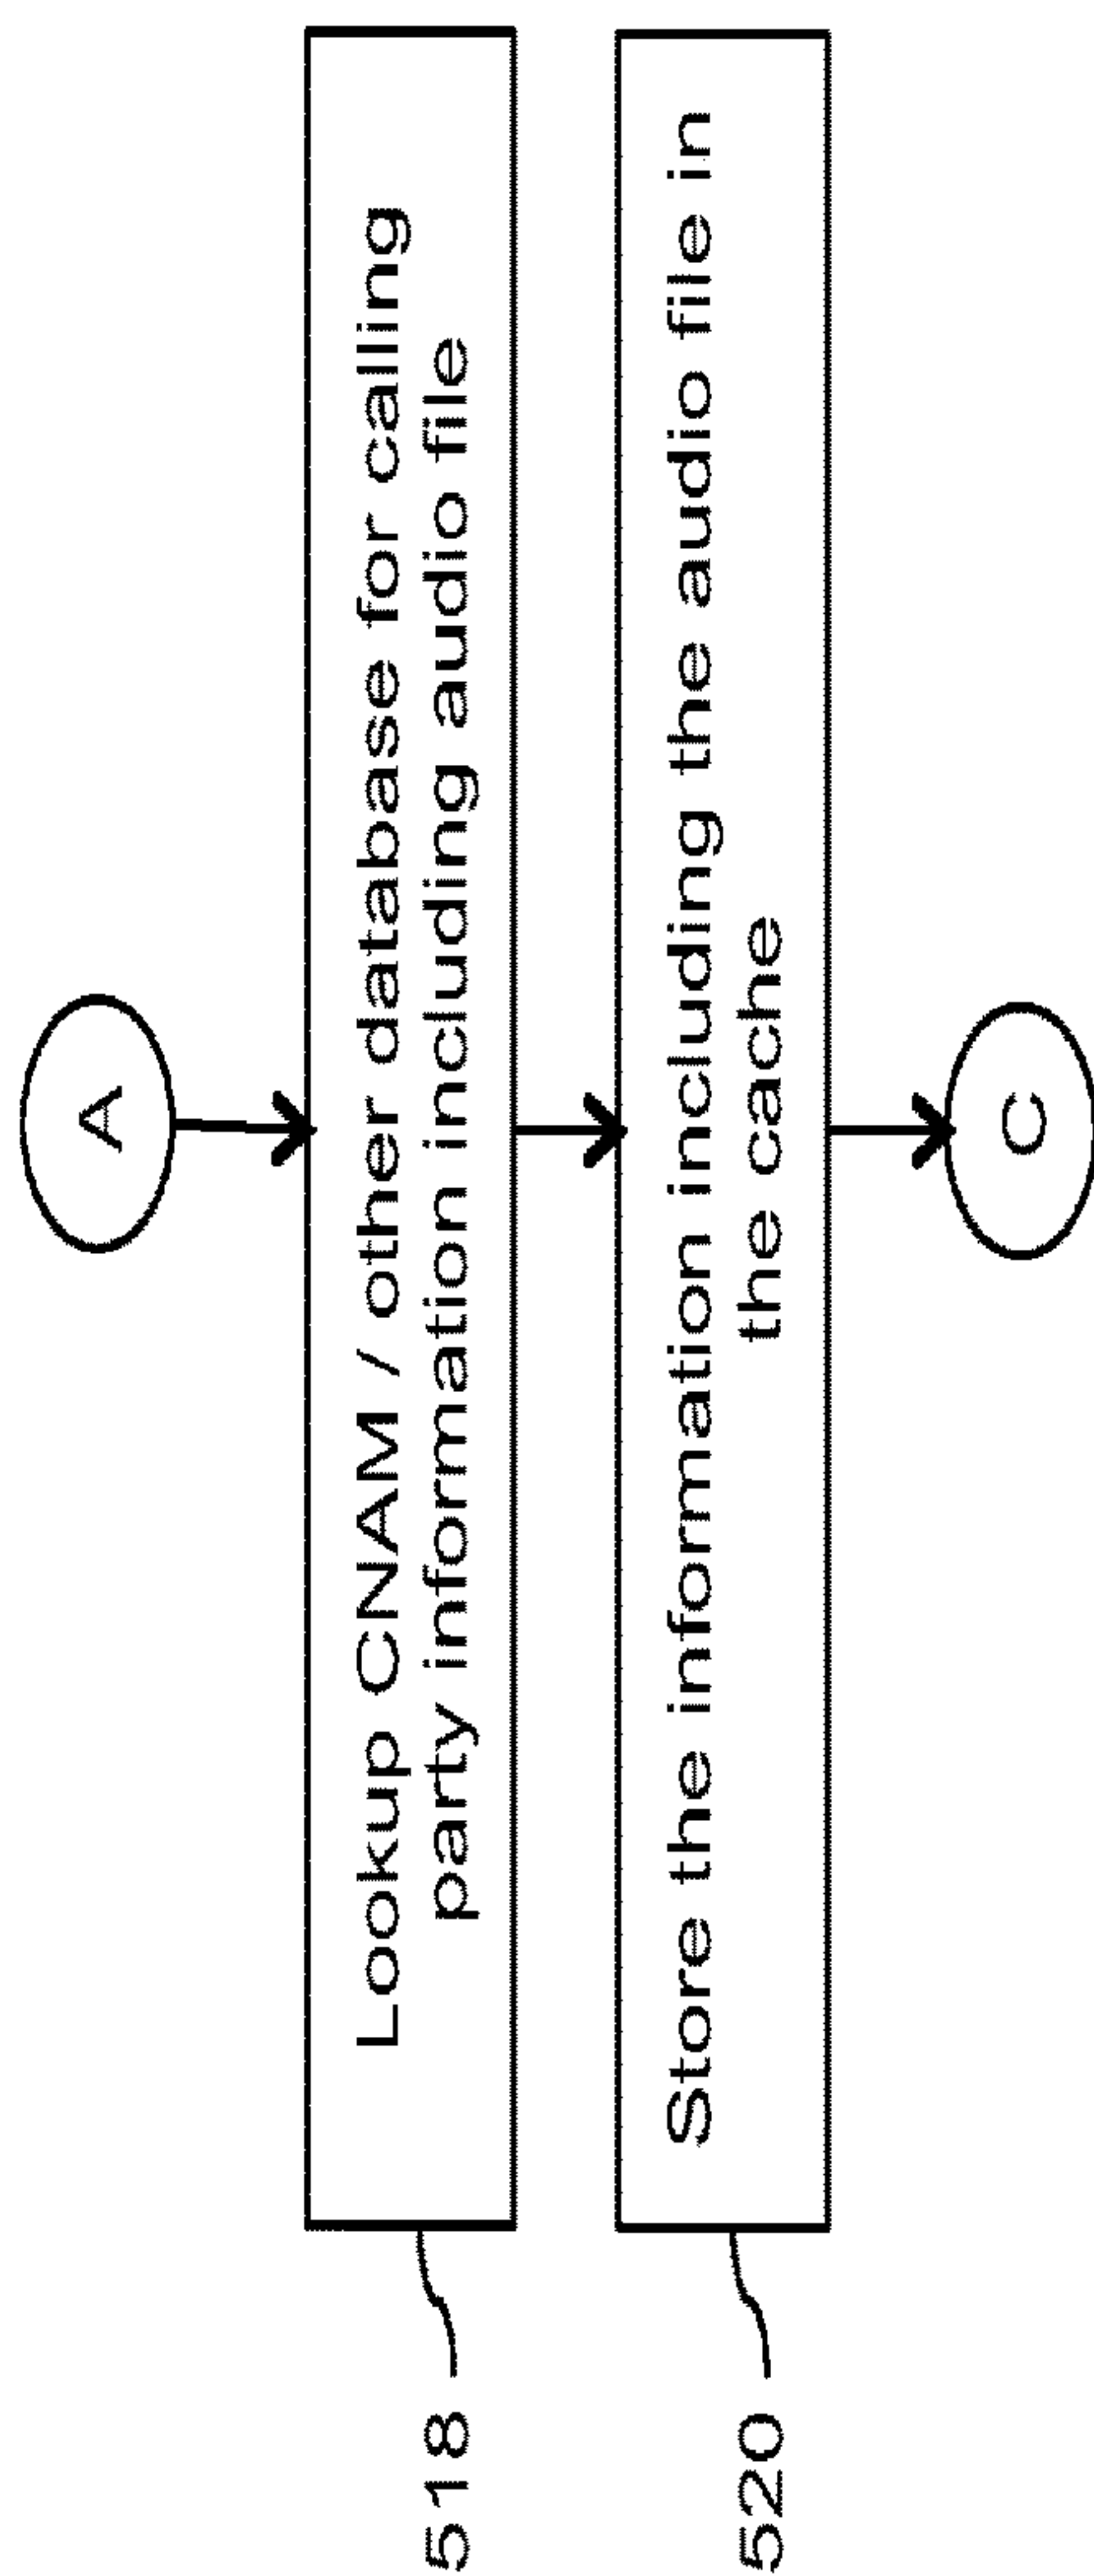 A
518
Lookup CNAM / other database for calling
party information including audio file
520
Store the information including the audio file in
the cache
C